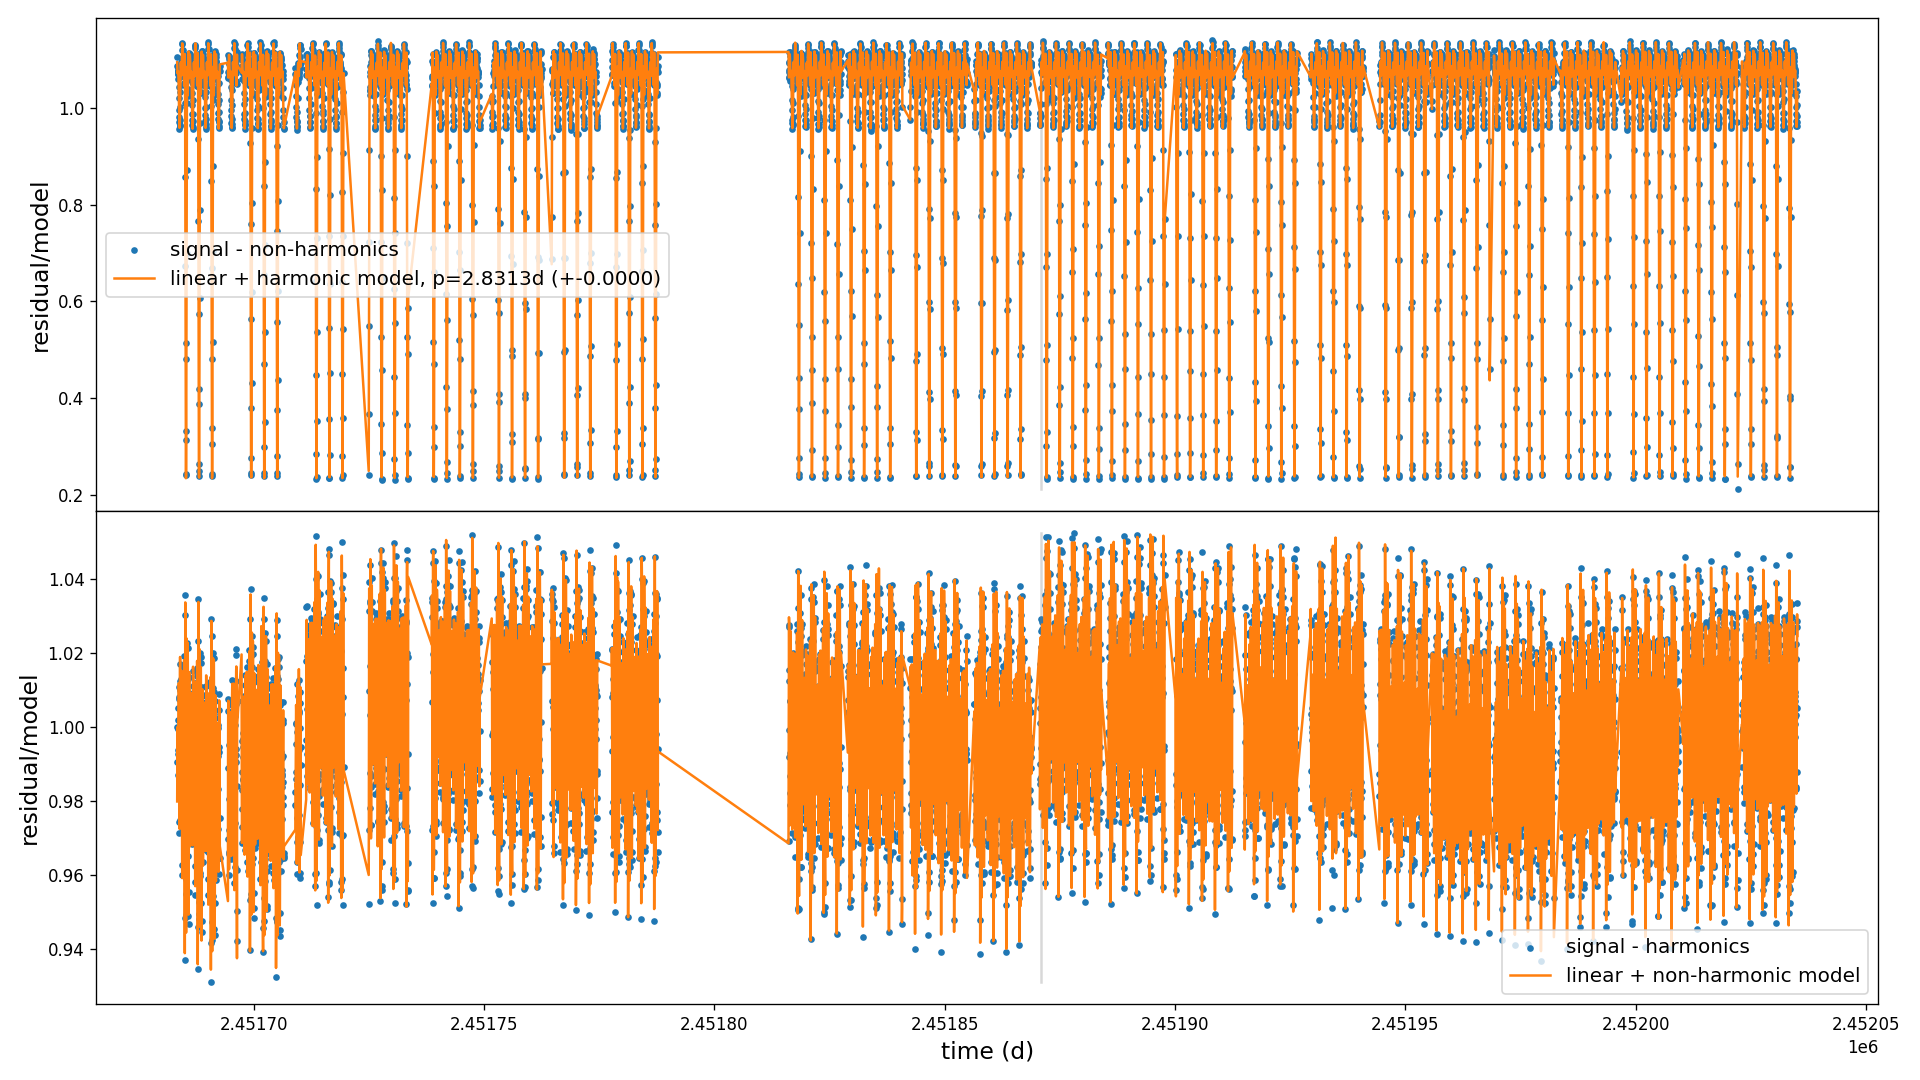 1.0
0.8
0.6
0.4
0.2
residual/model
signal - non-harmonics
linear + harmonic model, p=2.8313d (+-0.0000)
1.04
1.02
1.00
0.98
0.96
0.94
residual/model
signal - harmonics
linear + non-harmonic model
2.45170
2.45175
2.45180
2.45185
2.45190
2.45195
2.45200
2.45205
1e6
time (d)